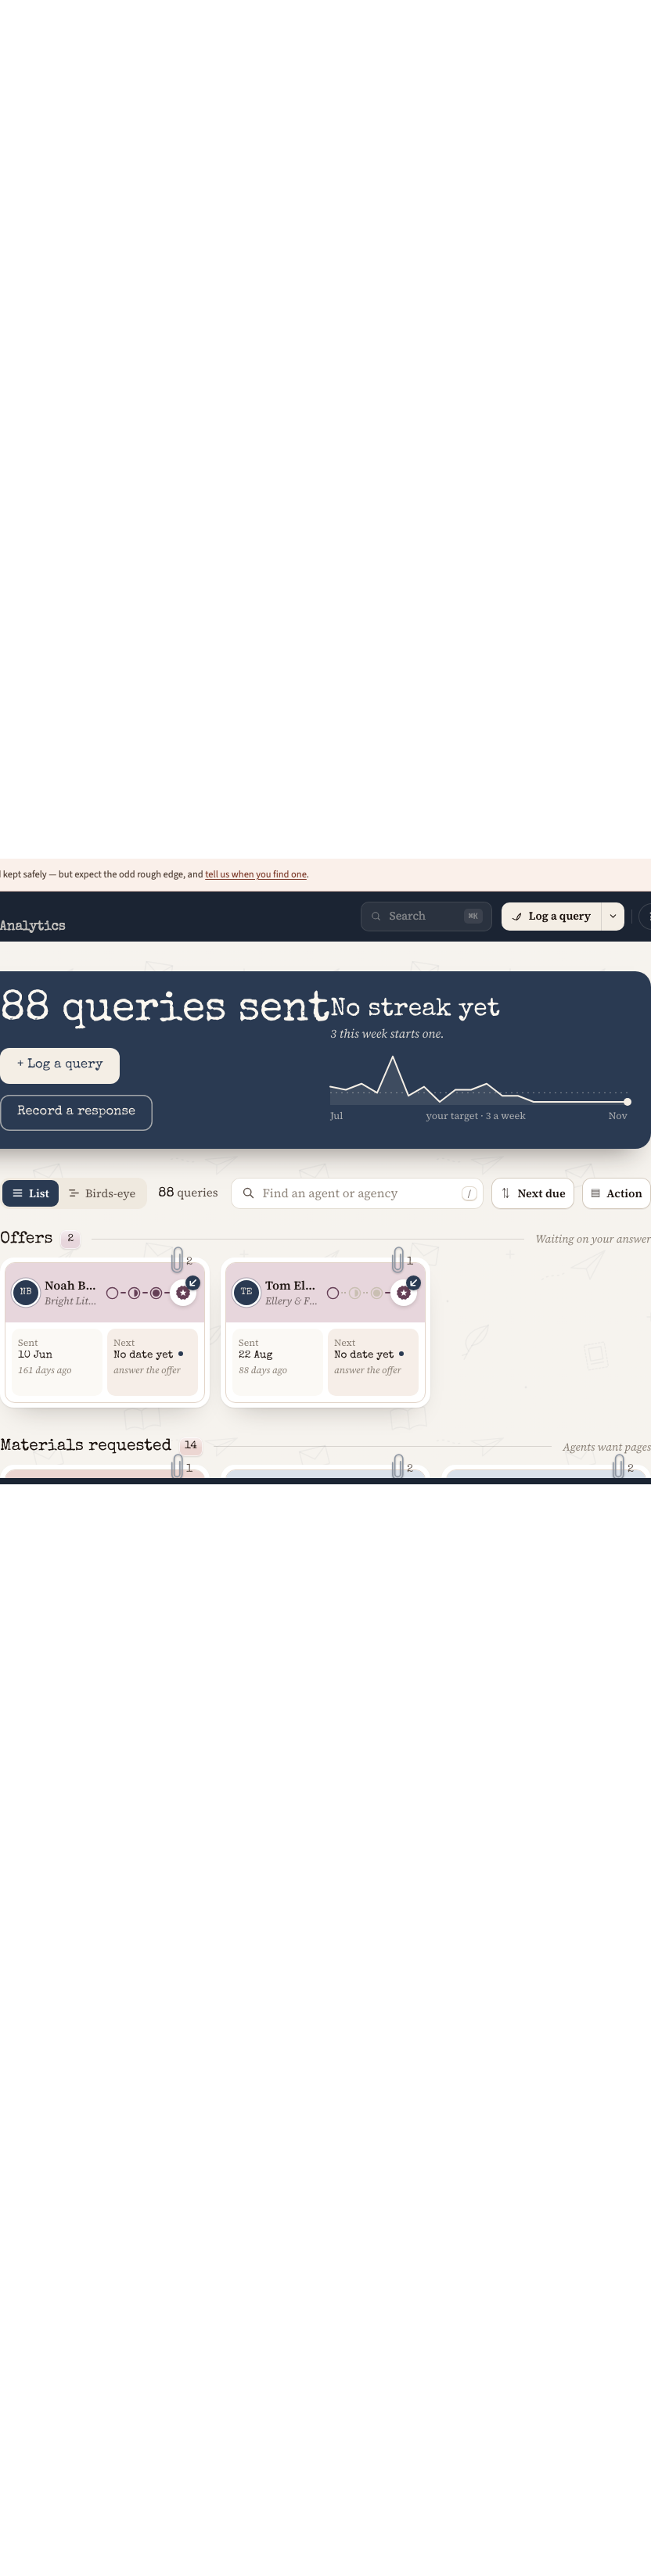 kept safely — but expect the odd rough edge, and tell us when you find one.
Analytics
Search ⌘K
Log a query
88 queries sent
No streak yet
3 this week starts one.
+ Log a query
Record a response
Jul your target · 3 a week Nov
List Birds-eye 88 queries Find an agent or agency / Next due Action
Offers 2 Waiting on your answer
2 1
NB Noah B... TE Tom El...
Bright Lit... Ellery & F...
Sent Next Sent Next
10 Jun No date yet 22 Aug No date yet
161 days ago answer the offer 88 days ago answer the offer
Materials requested 14 Agents want pages
1 2 2